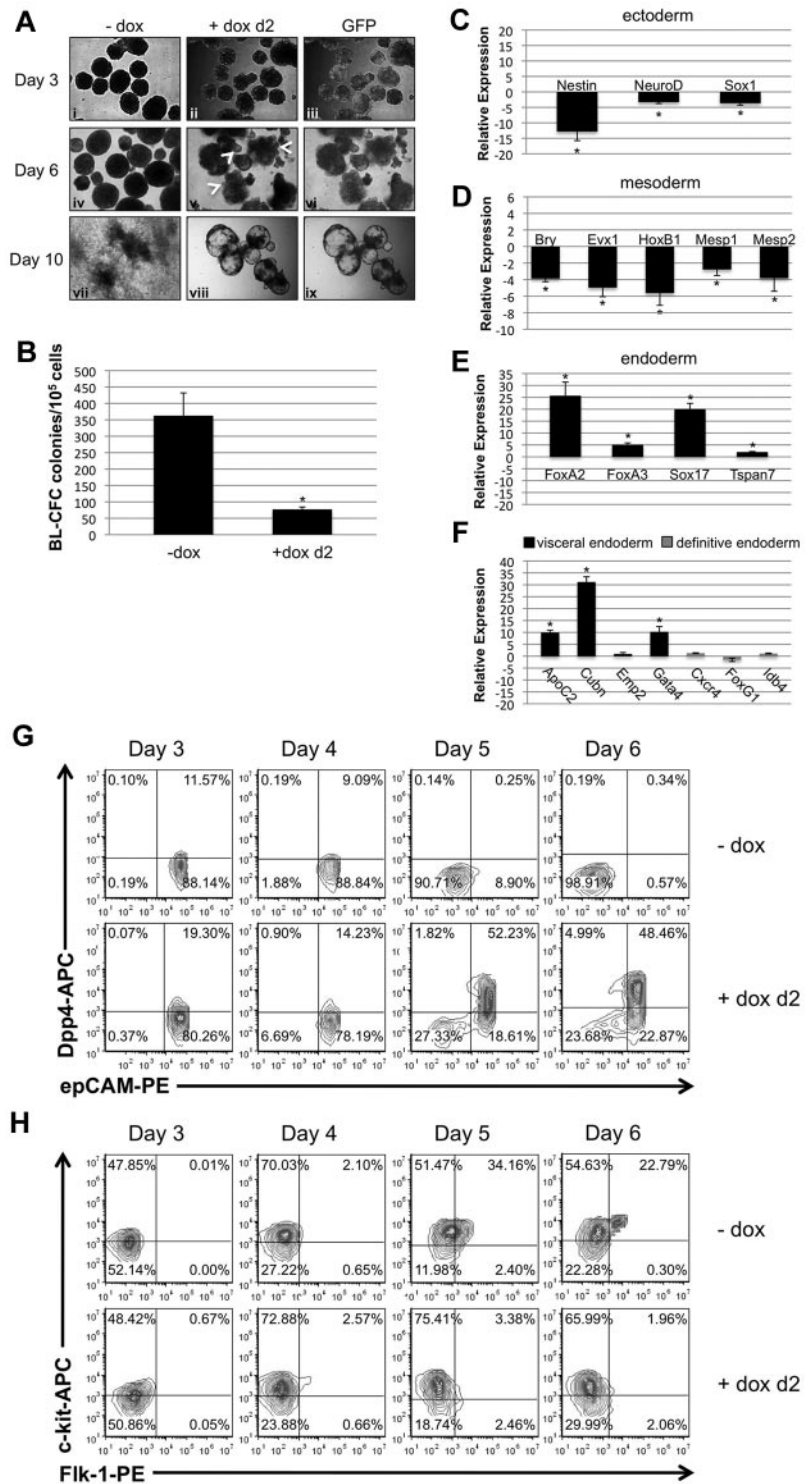 A
- dox + dox d2 GFP
Day 3
i ii iii
Day 6
iv v vi
Day 10
vii viii ix
B
BL-CFC colonies/10⁵ cells
500
450
400
350
300
250
200
150
100
50
0
*
-dox +dox d2
C
ectoderm
Relative Expression
20
15
10
5
0
-5
-10
-15
-20
Nestin NeuroD Sox1
* * *
D
mesoderm
Relative Expression
6
4
2
0
-2
-4
-6
-8
-10
Bry Evx1 HoxB1 Mesp1 Mesp2
* * * * *
E
endoderm
Relative Expression
35
30
25
20
15
10
5
0
-5
-10
-15
FoxA2 FoxA3 Sox17 Tspan7
* * * *
F
visceral endoderm definitive endoderm
Relative Expression
40
35
30
25
20
15
10
5
0
-5
-10
-15
-20
* * *
ApoC2 Cubn Emp2 Gata4 Cxcr4 FoxG1 Idb4
G
Day 3 Day 4 Day 5 Day 6
0.10% 11.57% 0.19% 9.09% 0.14% 0.25% 0.19% 0.34%
- dox
0.19% 88.14% 1.88% 88.84% 90.71% 8.90% 98.91% 0.57%
0.07% 19.30% 0.90% 14.23% 1.82% 52.23% 4.99% 48.46%
+ dox d2
0.37% 80.26% 6.69% 78.19% 27.33% 18.61% 23.68% 22.87%
Dpp4-APC
epCAM-PE
H
Day 3 Day 4 Day 5 Day 6
47.85% 0.01% 70.03% 2.10% 51.47% 34.16% 54.63% 22.79%
- dox
52.14% 0.00% 27.22% 0.65% 11.98% 2.40% 22.28% 0.30%
48.42% 0.67% 72.88% 2.57% 75.41% 3.38% 65.99% 1.96%
+ dox d2
50.86% 0.05% 23.88% 0.66% 18.74% 2.46% 29.99% 2.06%
c-kit-APC
Flk-1-PE